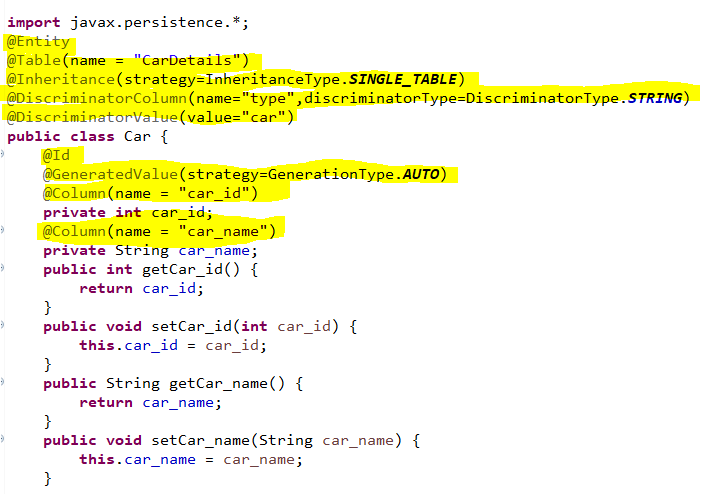 import javax.persistence.*;
@Entity
@Table(name = "CarDetails")
@Inheritance(strategy=InheritanceType.SINGLE_TABLE)
@DiscriminatorColumn(name="type",discriminatorType=DiscriminatorType.STRING)
@DiscriminatorValue(value="car")
public class Car {
    @Id
    @GeneratedValue(strategy=GenerationType.AUTO)
    @Column(name = "car_id")
    private int car_id;
    @Column(name = "car_name")
    private String car_name;
    public int getCar_id() {
        return car_id;
    }
    public void setCar_id(int car_id) {
        this.car_id = car_id;
    }
    public String getCar_name() {
        return car_name;
    }
    public void setCar_name(String car_name) {
        this.car_name = car_name;
    }